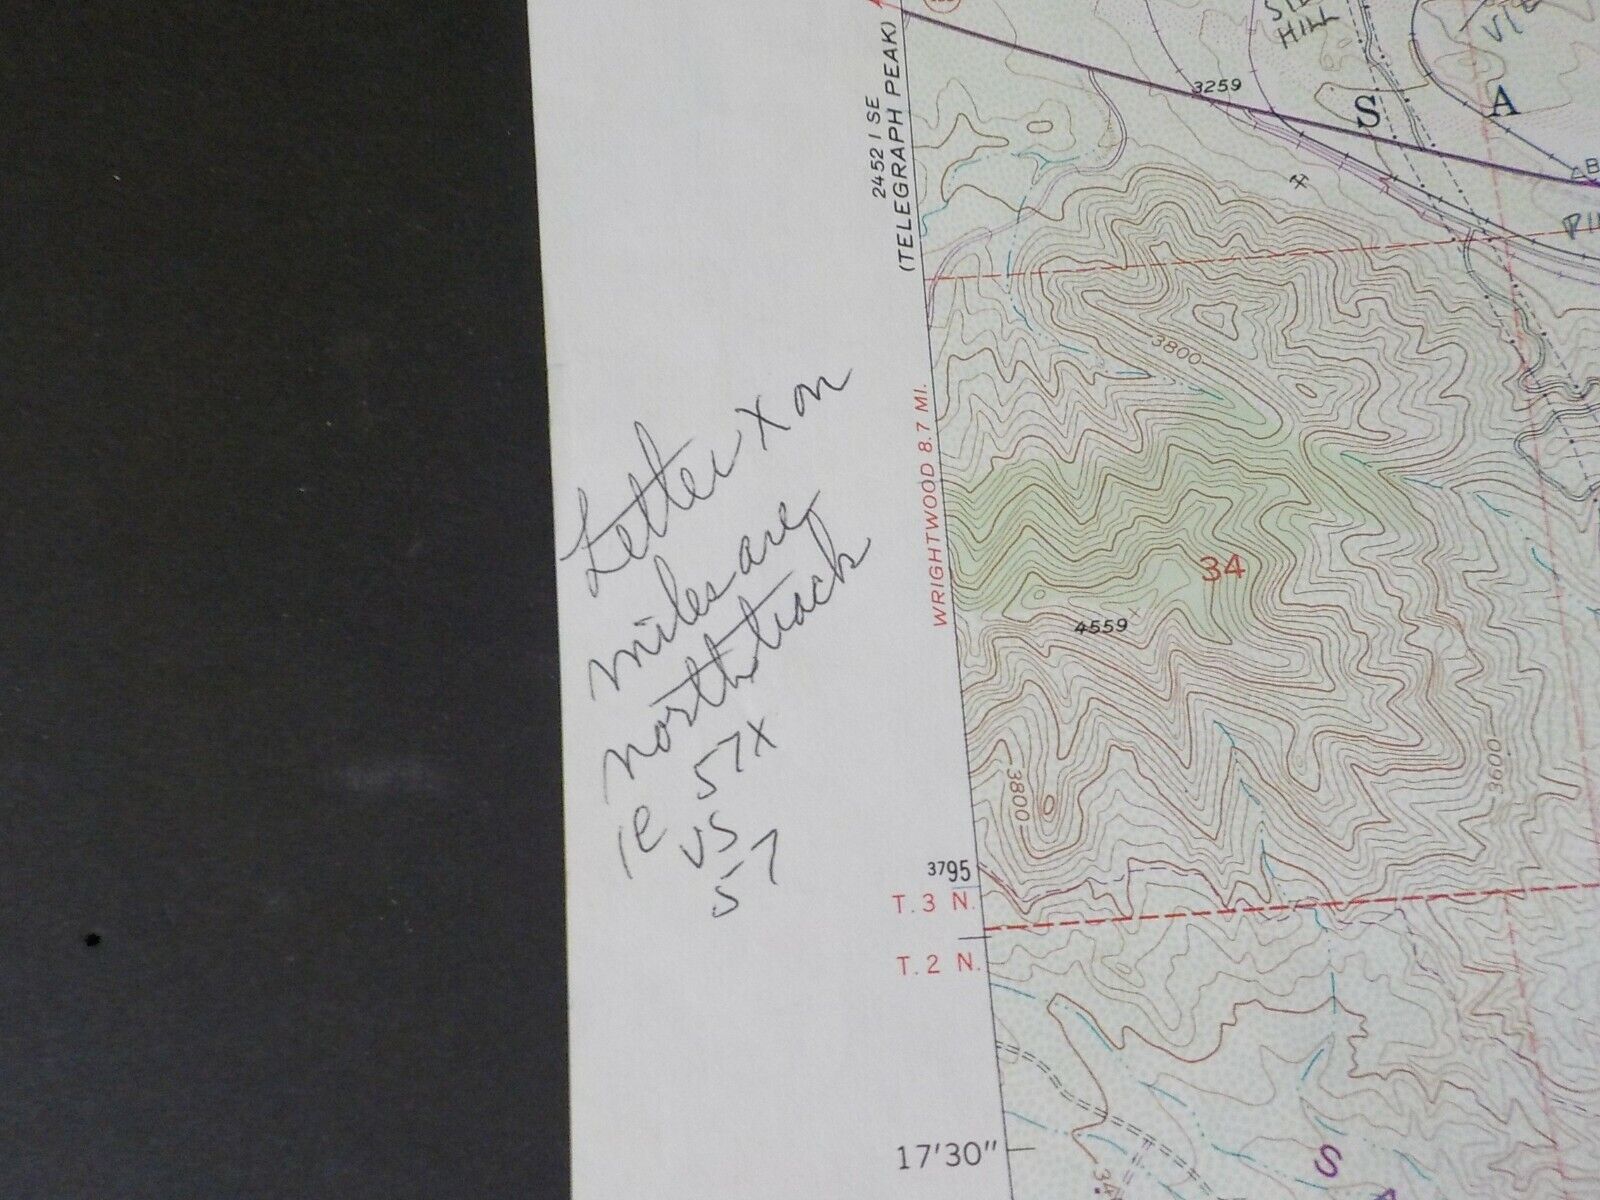 2452 I SE
(TELEGRAPH PEAK)
HILL
3259
S A
B
3800
WRIGHTWOOD 8.7 MI.
Letter X on
miles are
north track
ie 57X
vs
57
34
4559
3800
3600
3795
T. 3 N.
T. 2 N.
17'30"
S